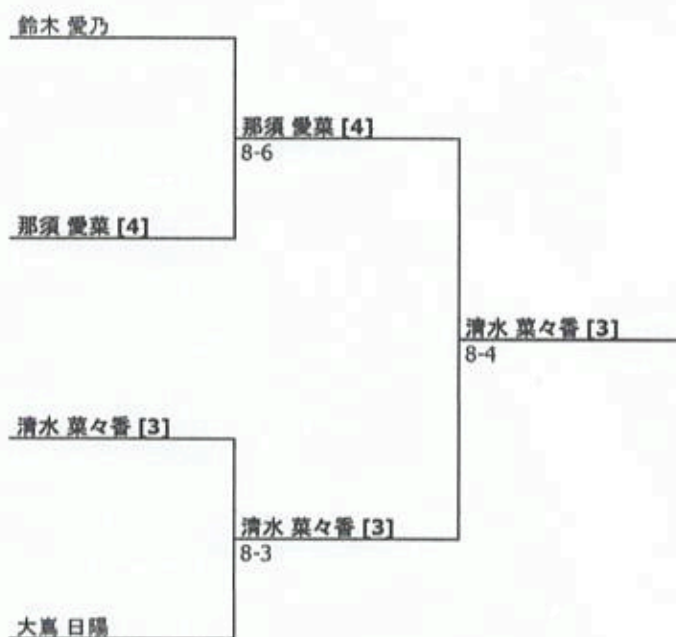 鈴木 愛乃
那須 愛菜 [4]
8-6
那須 愛菜 [4]
清水 菜々香 [3]
8-4
清水 菜々香 [3]
清水 菜々香 [3]
8-3
大嶌 日陽